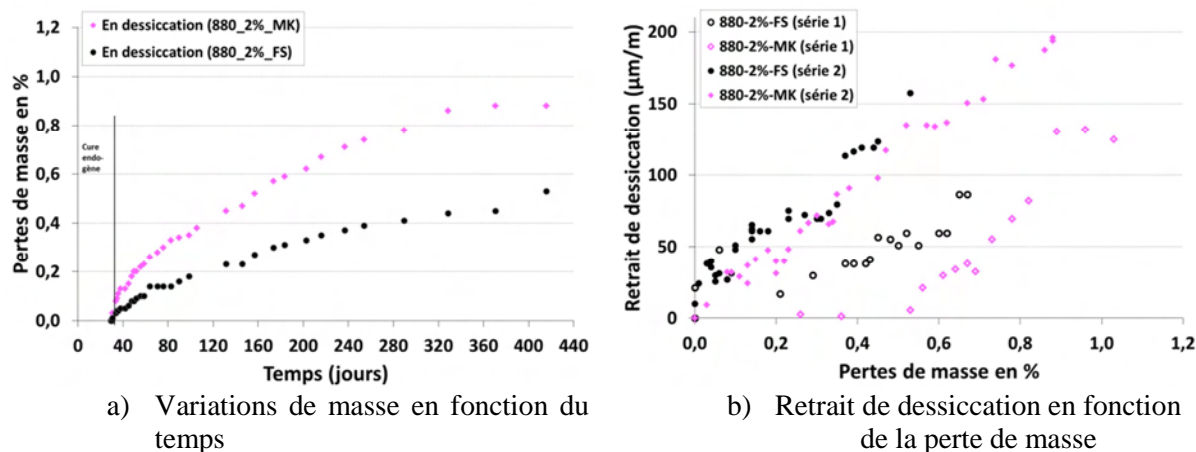 1,2
1,0
0,8
0,6
0,4
0,2
0,0
Pertes de masse en %
En dessiccation (880_2%_MK)
En dessiccation (880_2%_FS)
Cure
endo-
gène
0 40 80 120 160 200 240 280 320 360 400 440
Temps (jours)
a) Variations de masse en fonction du
temps
200
150
100
50
0
Retrait de dessiccation (µm/m)
880-2%-FS (série 1)
880-2%-MK (série 1)
880-2%-FS (série 2)
880-2%-MK (série 2)
0,0 0,2 0,4 0,6 0,8 1,0 1,2
Pertes de masse en %
b) Retrait de dessiccation en fonction
de la perte de masse